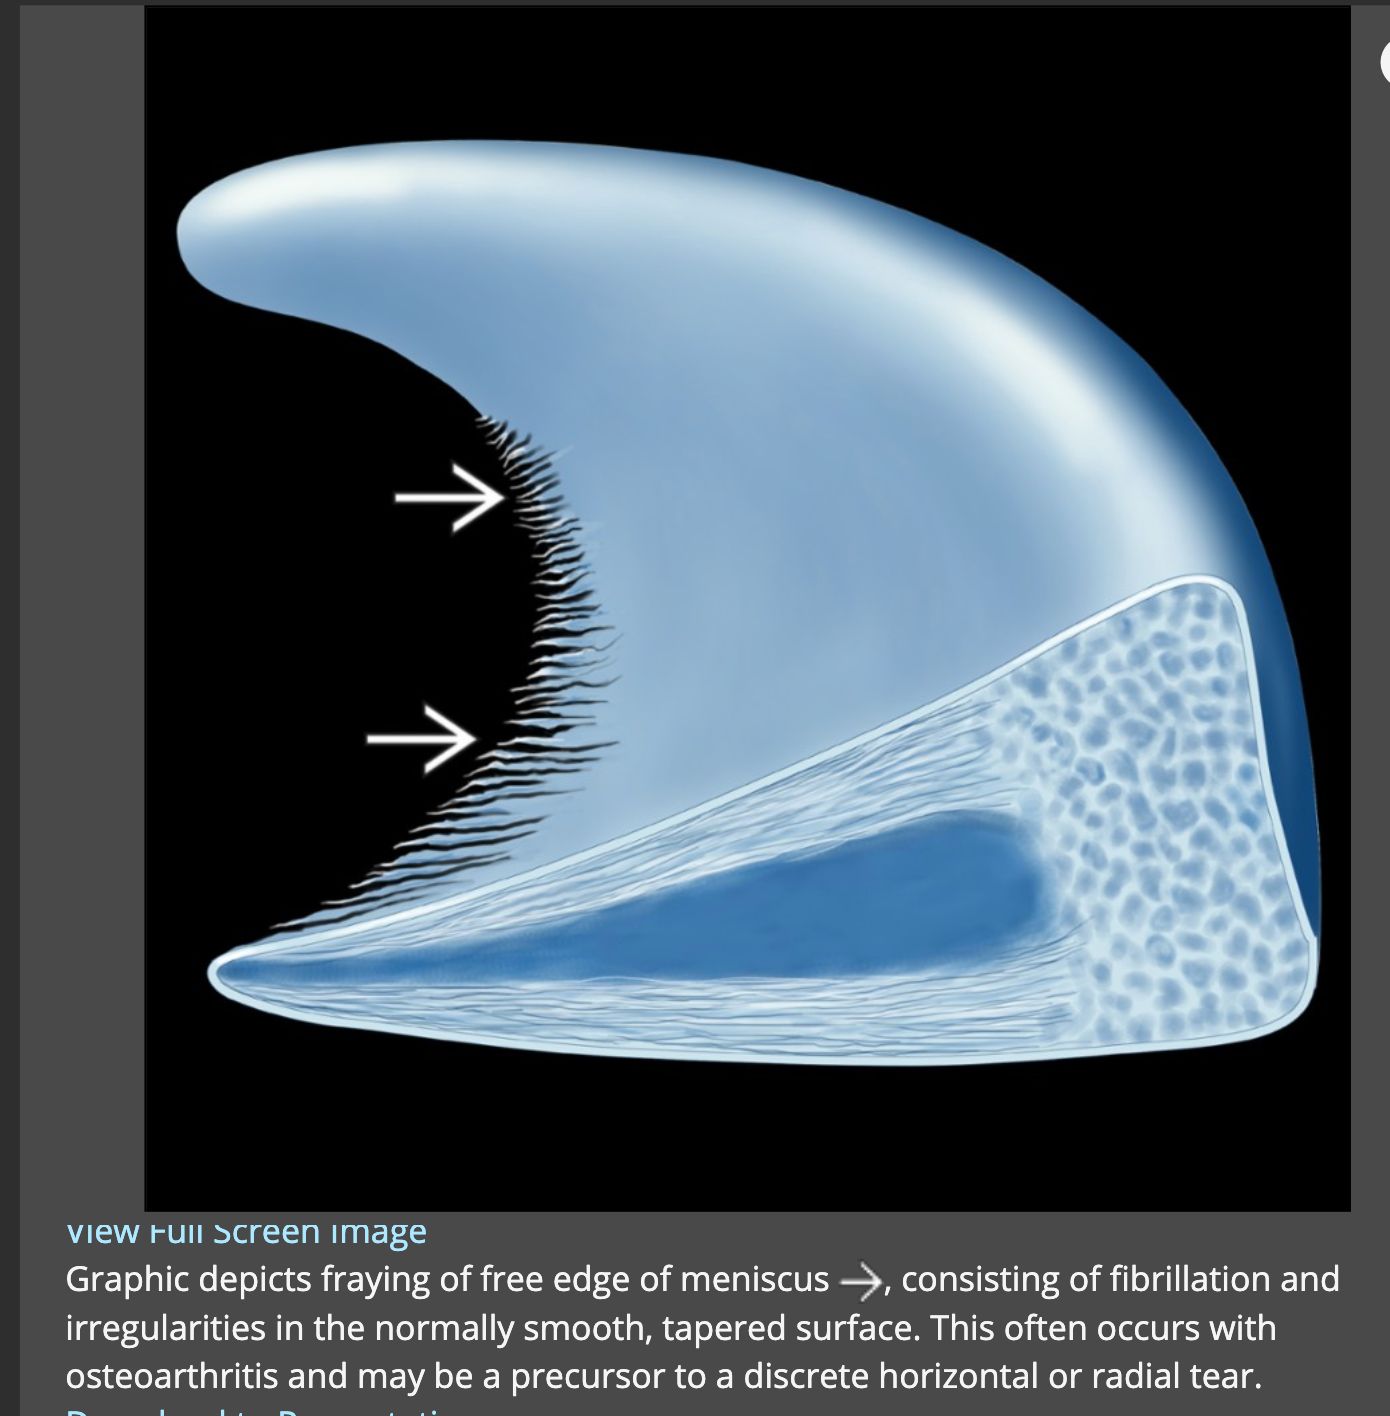 View Full Screen Image
Graphic depicts fraying of free edge of meniscus →, consisting of fibrillation and
irregularities in the normally smooth, tapered surface. This often occurs with
osteoarthritis and may be a precursor to a discrete horizontal or radial tear.